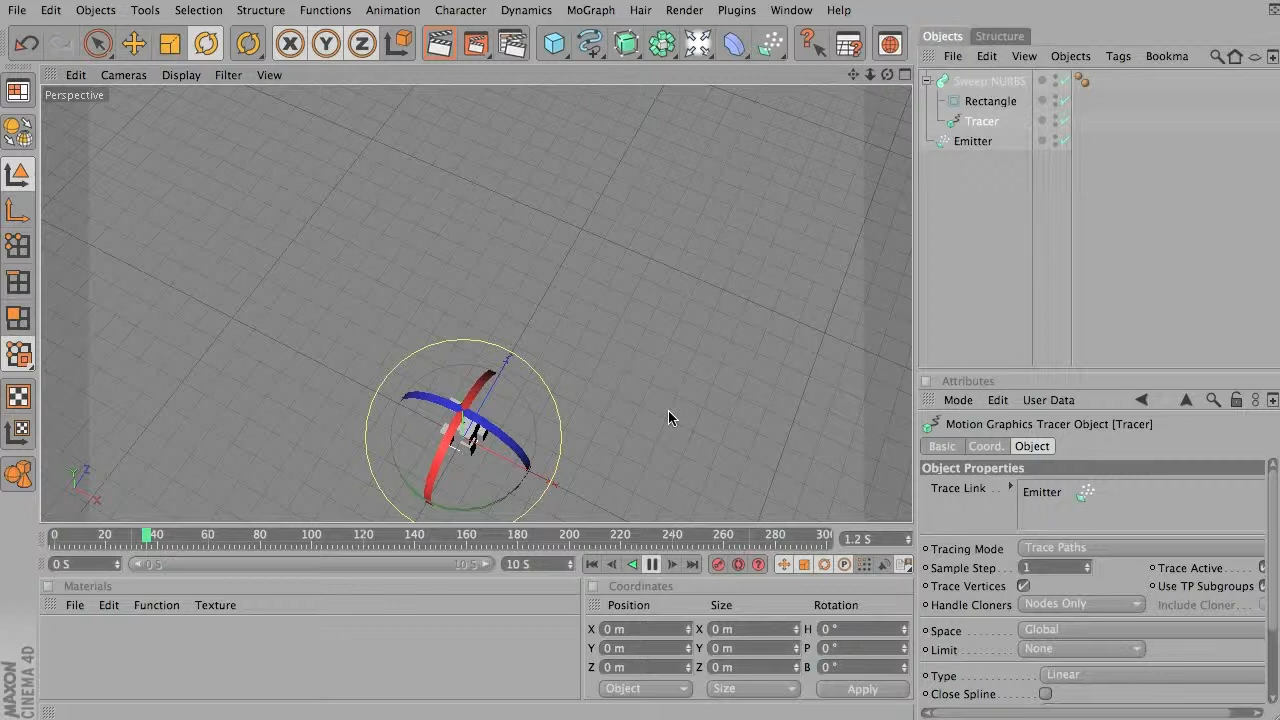 File Edit Objects Tools Selection Structure Functions Animation Character Dynamics MoGraph Hair Render Plugins Window Help
Objects Structure
File Edit View Objects Tags Bookma
Edit Cameras Display Filter View
Perspective
Sweep NURBS
Rectangle
Tracer
Emitter
Attributes
Mode Edit User Data
Motion Graphics Tracer Object [Tracer]
Basic Coord. Object
Object Properties
Trace Link Emitter
Tracing Mode Trace Paths
Sample Step 1 Trace Active
Trace Vertices Use TP Subgroups
Handle Cloners Nodes Only Include Cloner
Space Global
Limit None
Type Linear
Close Spline
Y Z X
0 20 40 60 80 100 120 140 160 180 200 220 240 260 280 300 1.2 S
0 S 0 S 10 S 10 S
Materials
File Edit Function Texture
Coordinates
Position Size Rotation
X 0 m X 0 m H 0 °
Y 0 m Y 0 m P 0 °
Z 0 m Z 0 m B 0 °
Object Size Apply
MAXON
CINEMA 4D